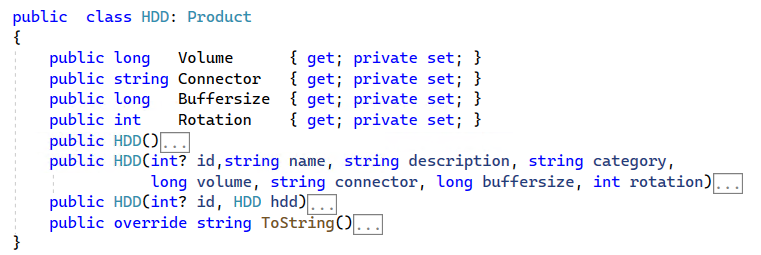 public  class HDD: Product
{
    public long   Volume      { get; private set; }
    public string Connector   { get; private set; }
    public long   Buffersize  { get; private set; }
    public int    Rotation    { get; private set; }
    public HDD()...
    public HDD(int? id,string name, string description, string category,
               long volume, string connector, long buffersize, int rotation)...
    public HDD(int? id, HDD hdd)...
    public override string ToString()...
}